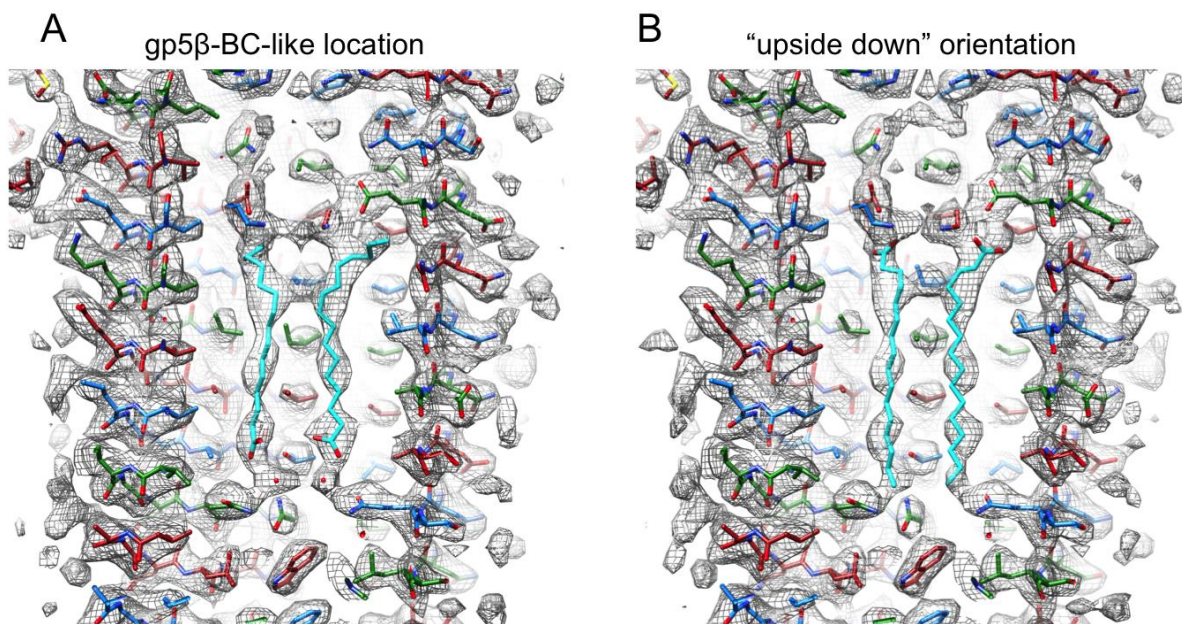 A
gp5β-BC-like location
B
“upside down” orientation